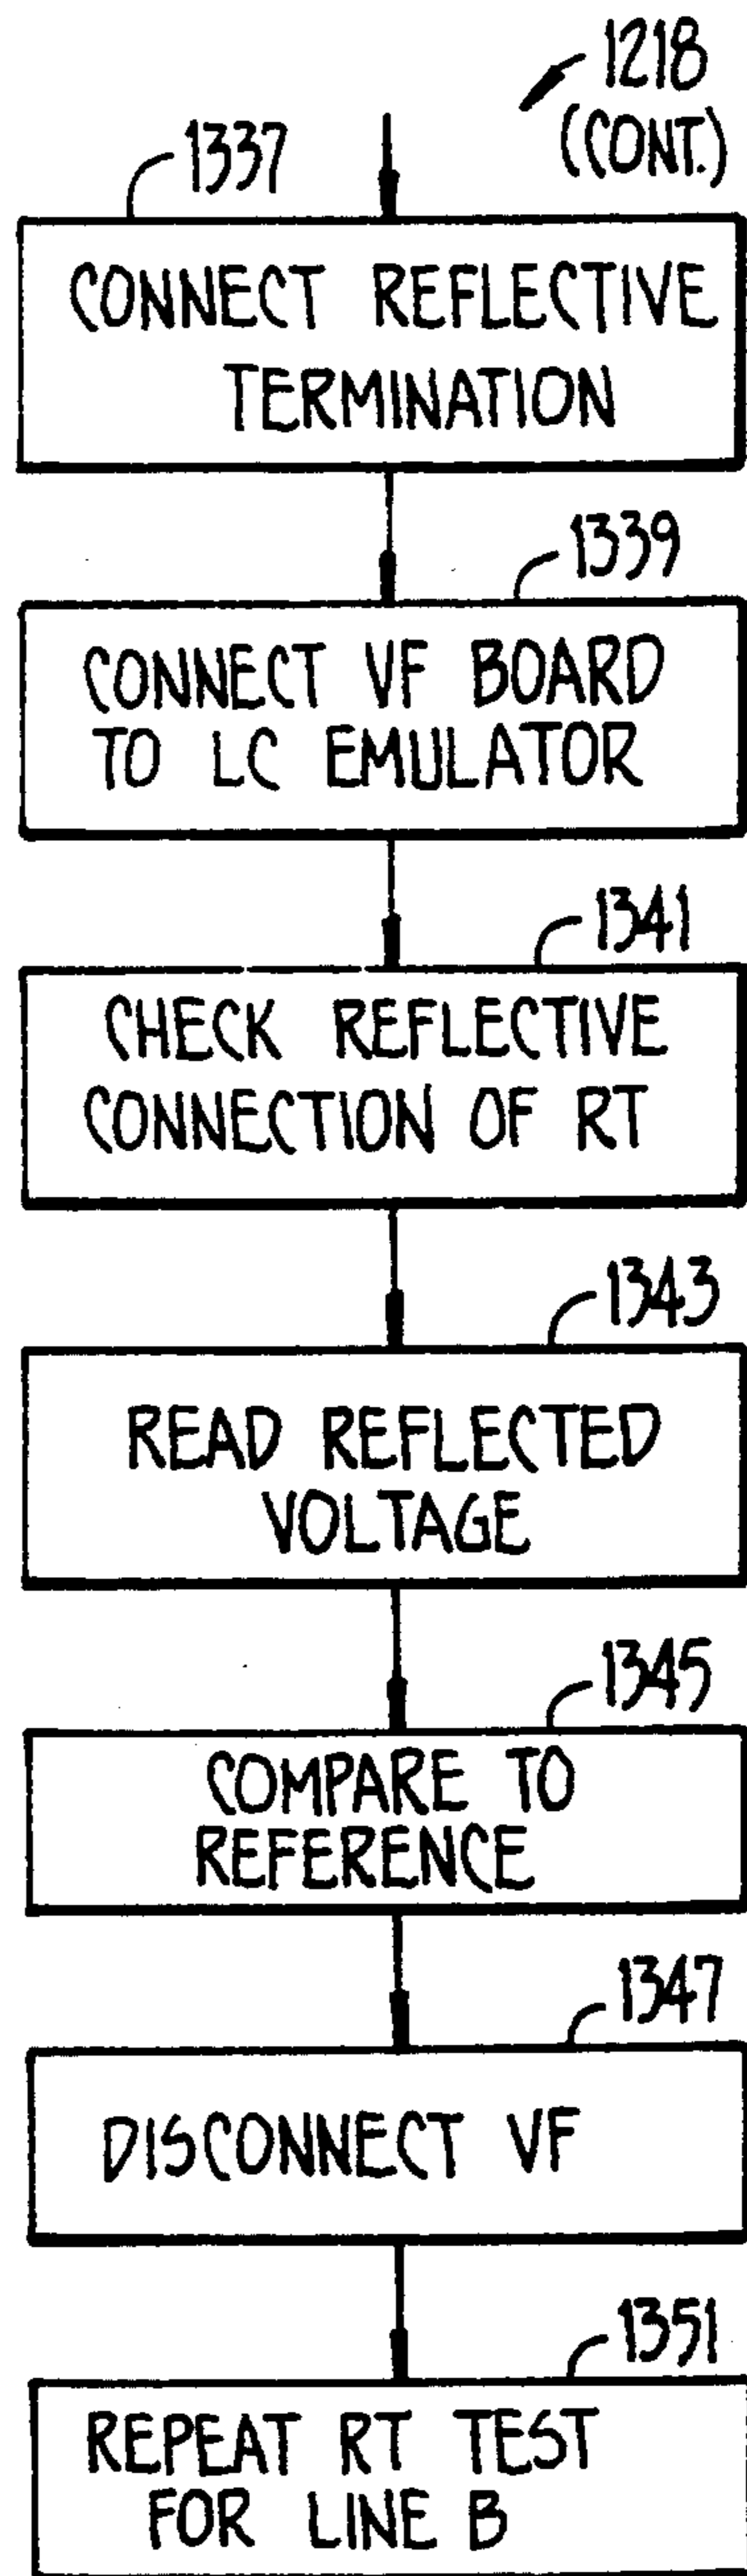 1218
(CONT.)
1337
CONNECT REFLECTIVE
TERMINATION
1339
CONNECT VF BOARD
TO LC EMULATOR
1341
CHECK REFLECTIVE
CONNECTION OF RT
1343
READ REFLECTED
VOLTAGE
1345
COMPARE TO
REFERENCE
1347
DISCONNECT VF
1351
REPEAT RT TEST
FOR LINE B